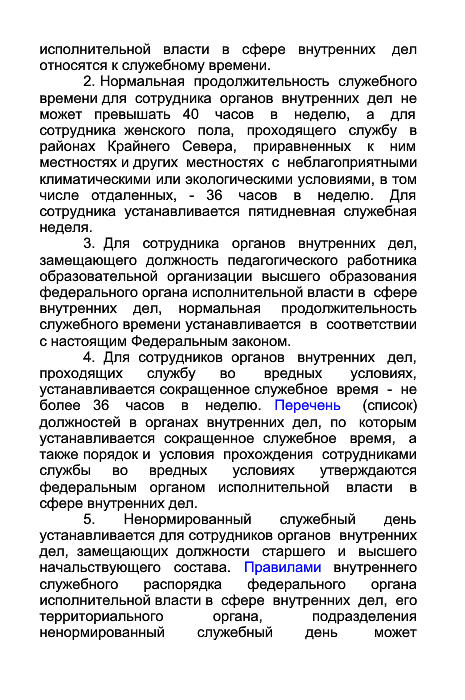 исполнительной власти в сфере внутренних дел
относятся к служебному времени.
2. Нормальная продолжительность служебного
времени для сотрудника органов внутренних дел не
может превышать 40 часов в неделю, а для
сотрудника женского пола, проходящего службу в
районах Крайнего Севера, приравненных к ним
местностях и других местностях с неблагоприятными
климатическими или экологическими условиями, в том
числе отдаленных, - 36 часов в неделю. Для
сотрудника устанавливается пятидневная служебная
неделя.
3. Для сотрудника органов внутренних дел,
замещающего должность педагогического работника
образовательной организации высшего образования
федерального органа исполнительной власти в сфере
внутренних дел, нормальная продолжительность
служебного времени устанавливается в соответствии
с настоящим Федеральным законом.
4. Для сотрудников органов внутренних дел,
проходящих службу во вредных условиях,
устанавливается сокращенное служебное время - не
более 36 часов в неделю. Перечень (список)
должностей в органах внутренних дел, по которым
устанавливается сокращенное служебное время, а
также порядок и условия прохождения сотрудниками
службы во вредных условиях утверждаются
федеральным органом исполнительной власти в
сфере внутренних дел.
5. Ненормированный служебный день
устанавливается для сотрудников органов внутренних
дел, замещающих должности старшего и высшего
начальствующего состава. Правилами внутреннего
служебного распорядка федерального органа
исполнительной власти в сфере внутренних дел, его
территориального органа, подразделения
ненормированный служебный день может